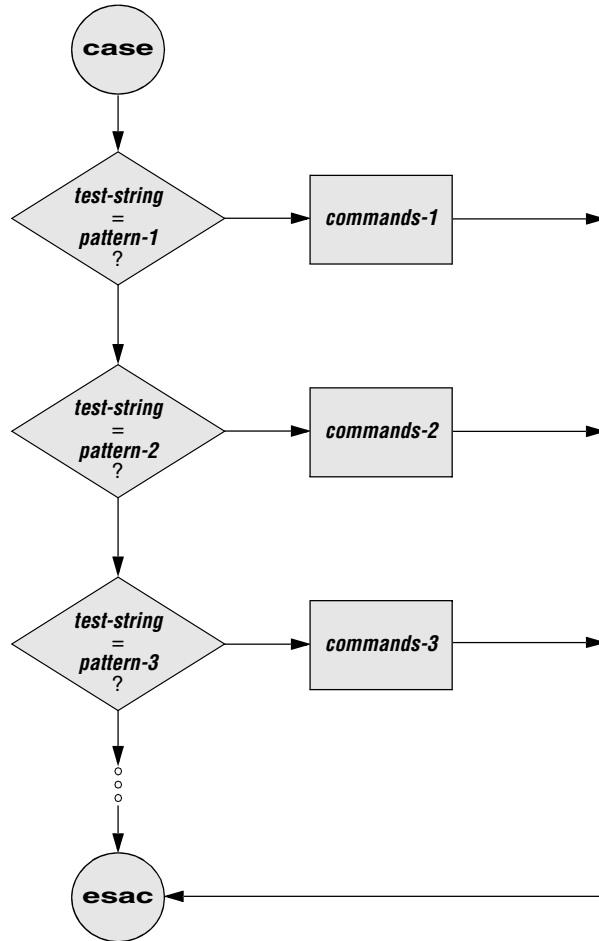 case
test-string
=
pattern-1
?
commands-1
test-string
=
pattern-2
?
commands-2
test-string
=
pattern-3
?
commands-3
esac